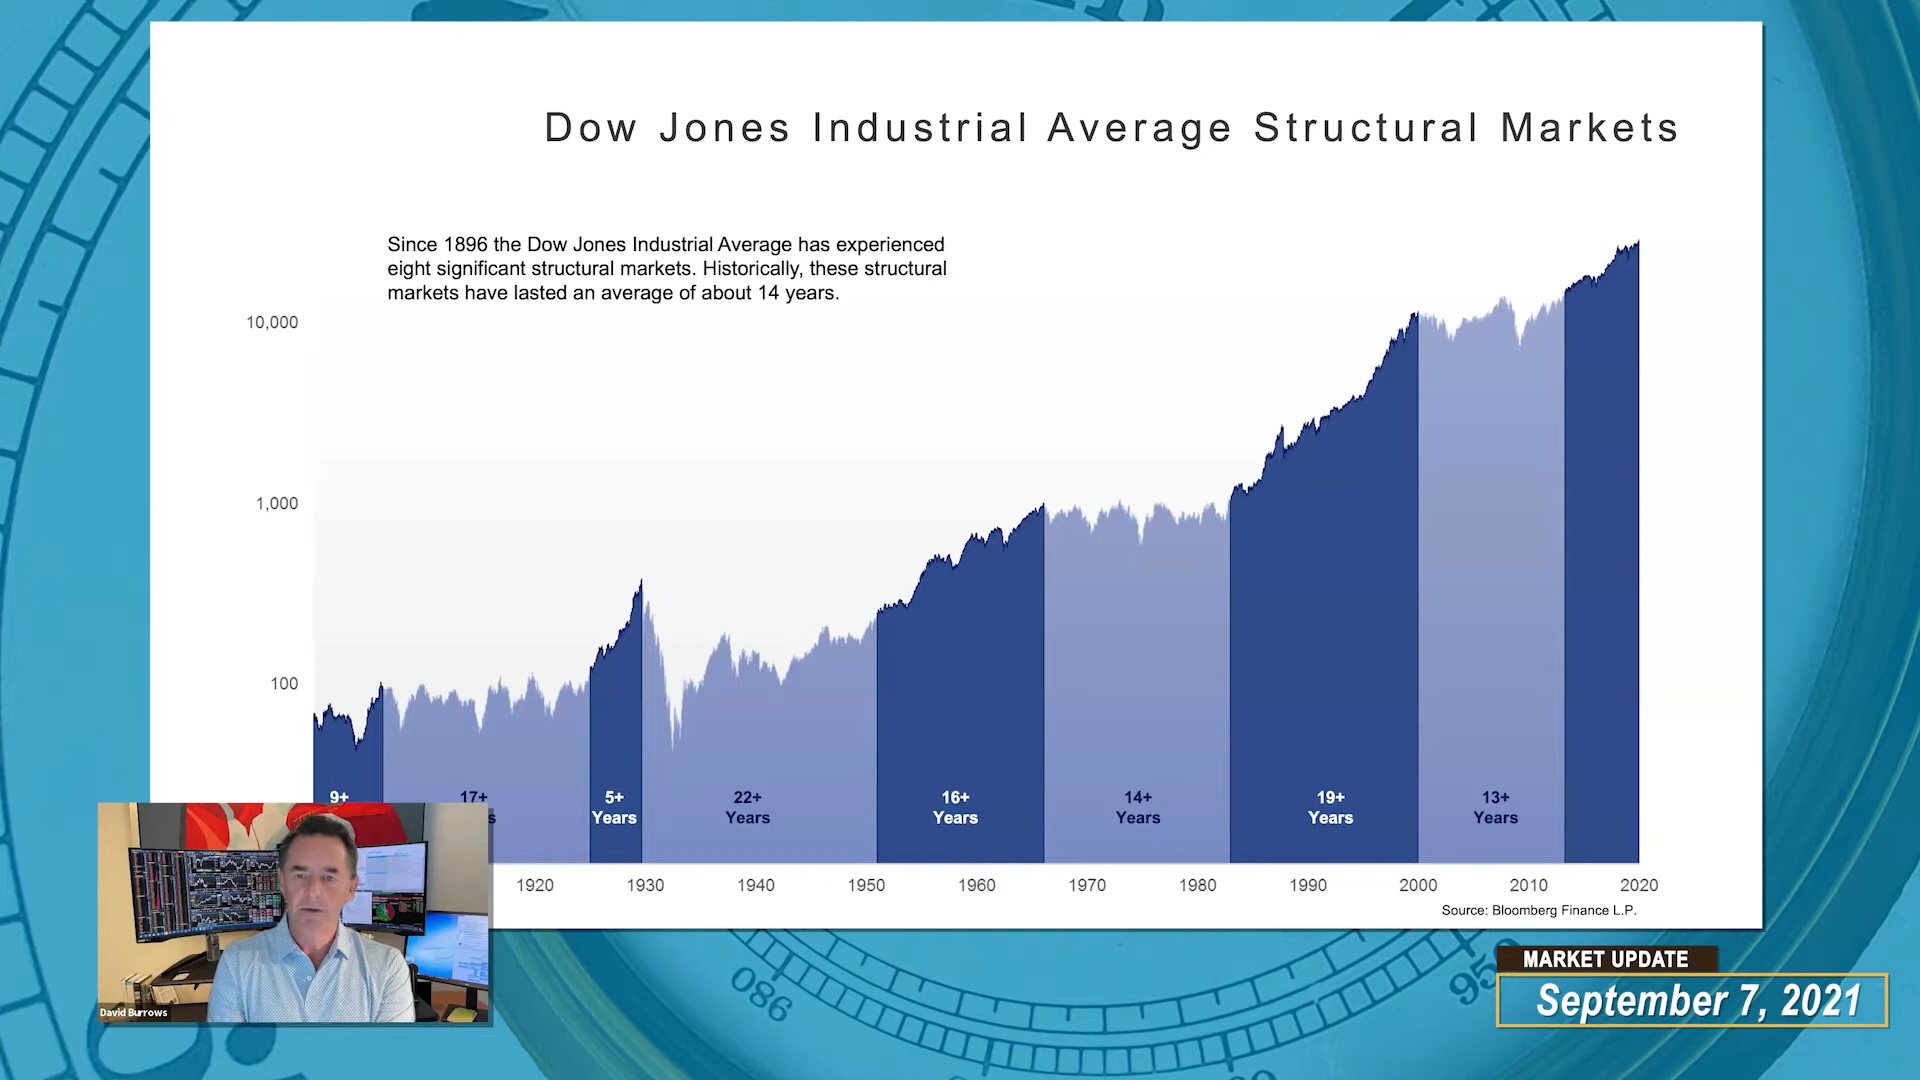 Dow Jones Industrial Average Structural Markets
Since 1896 the Dow Jones Industrial Average has experienced
eight significant structural markets. Historically, these structural
markets have lasted an average of about 14 years.
10,000
1,000
100
9+
17+
s
5+
Years
22+
Years
16+
Years
14+
Years
19+
Years
13+
Years
1920
1930
1940
1950
1960
1970
1980
1990
2000
2010
2020
Source: Bloomberg Finance L.P.
David Burrows
086
MARKET UPDATE
September 7, 2021